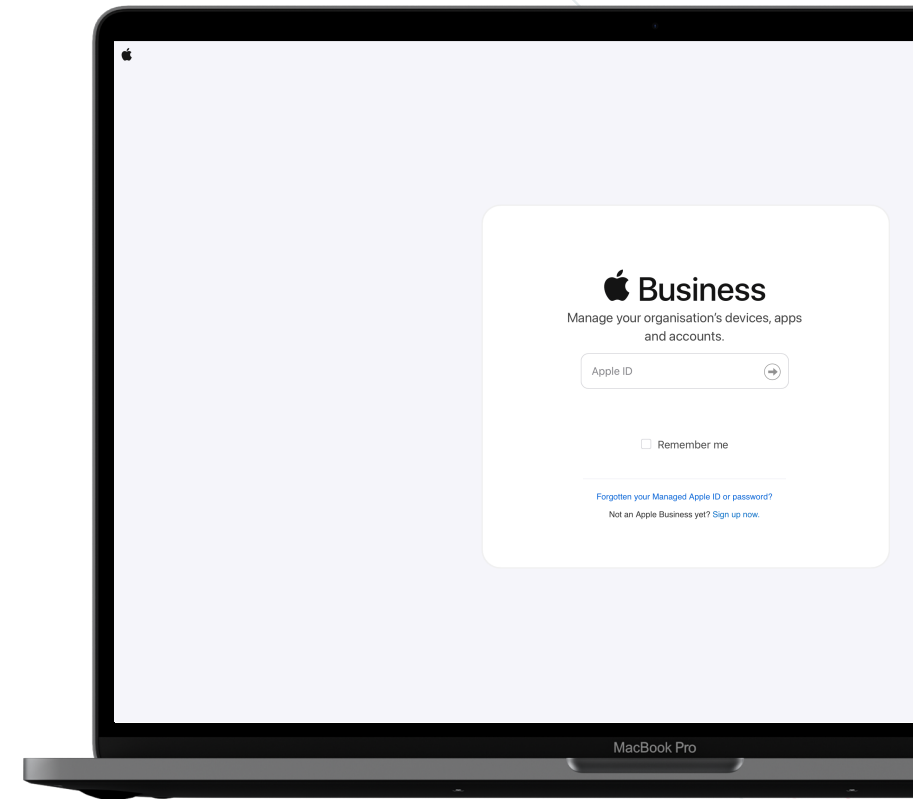 Business
Manage your organisation's devices, apps
and accounts.
Apple ID
Remember me
Forgotten your Managed Apple ID or password?
Not an Apple Business yet? Sign up now.
MacBook Pro